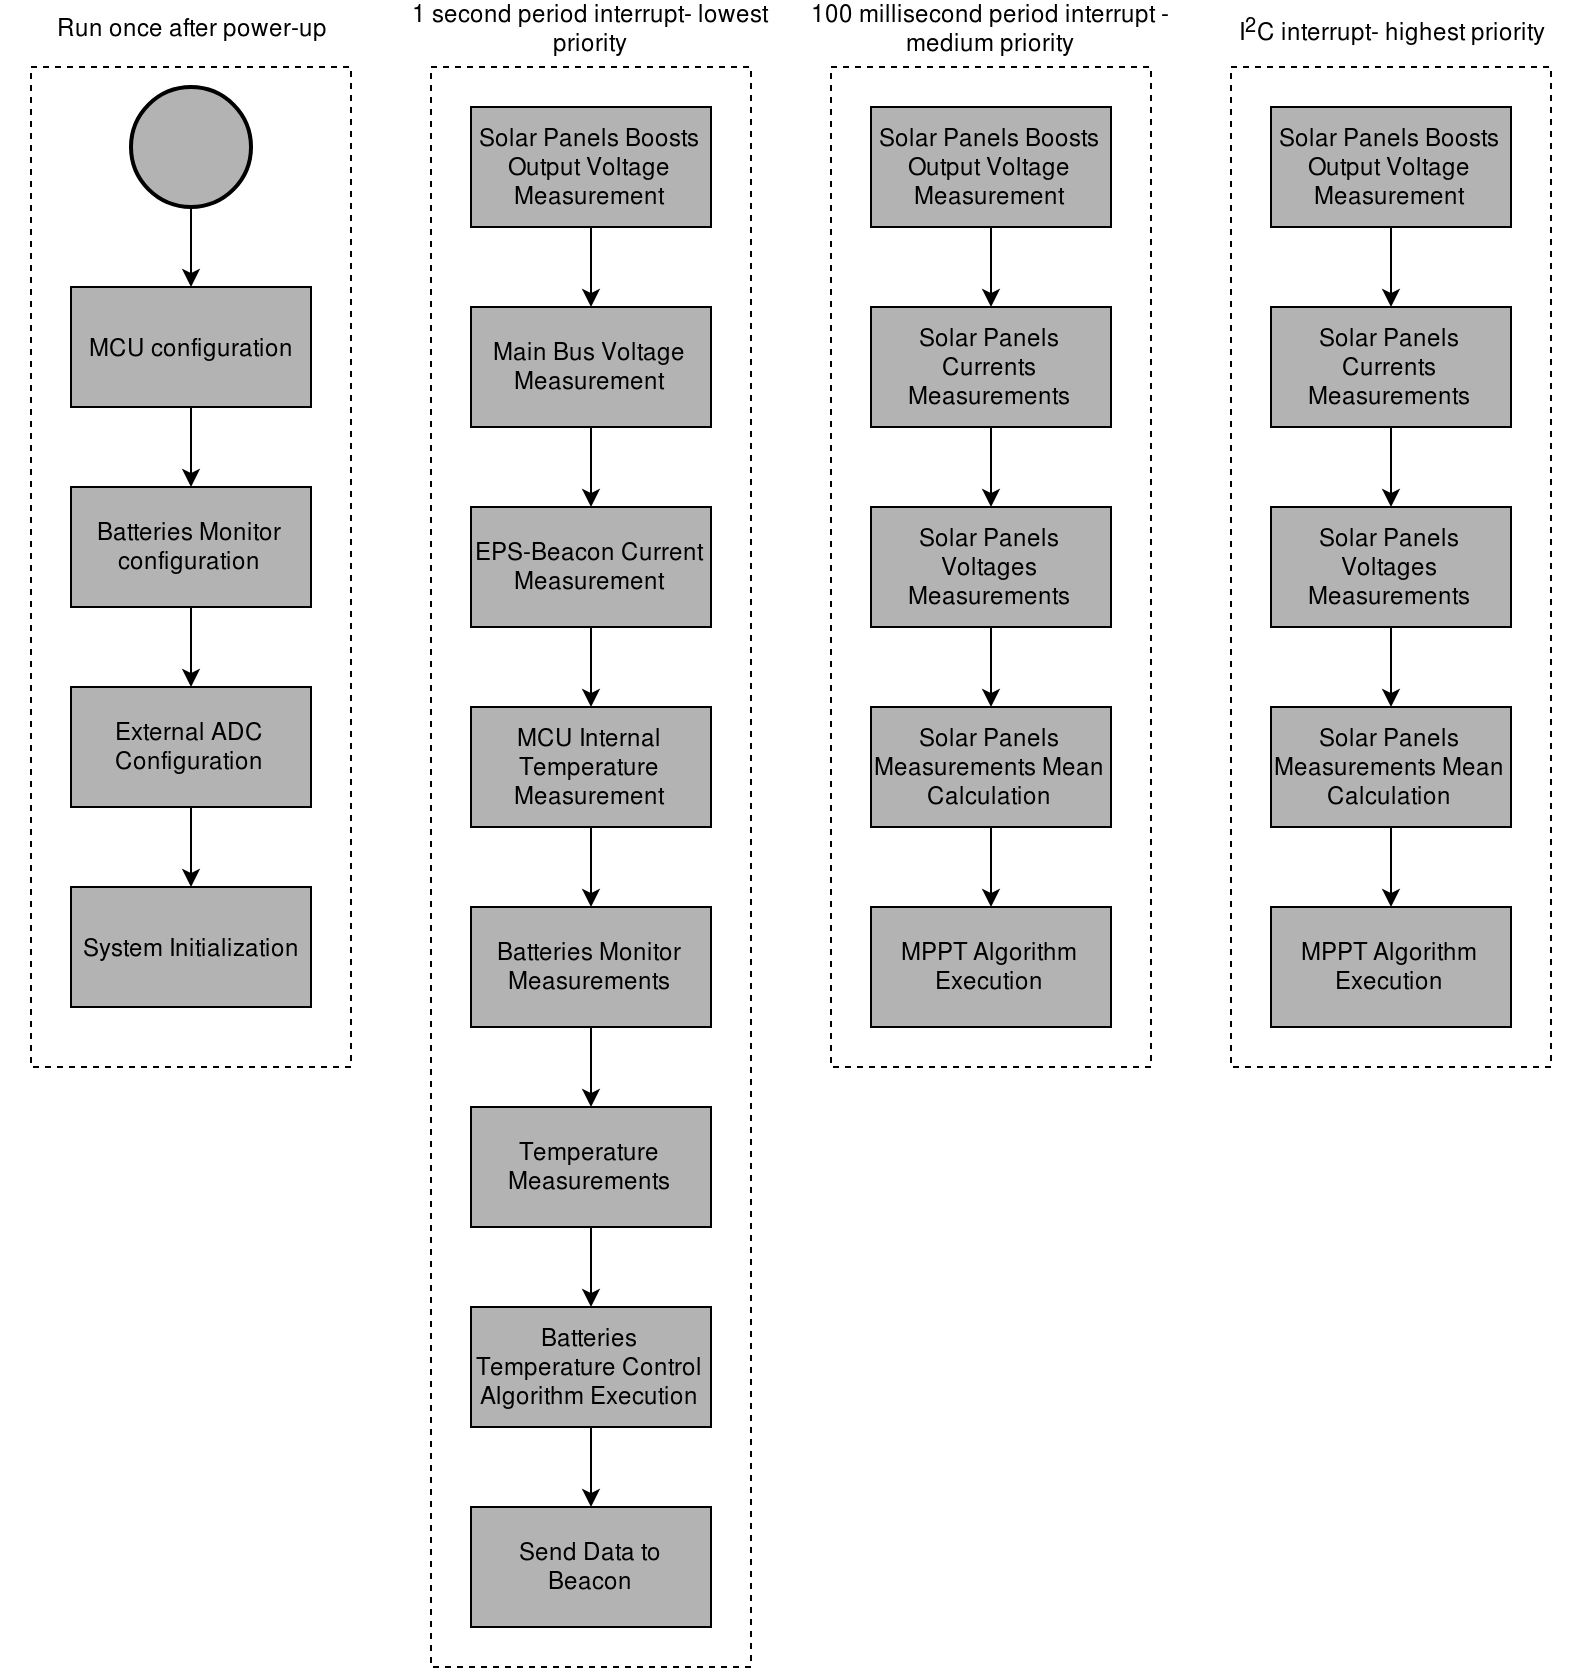 Run once after power-up
MCU configuration
Batteries Monitor
configuration
External ADC
Configuration
System Initialization
1 second period interrupt- lowest
priority
Solar Panels Boosts
Output Voltage
Measurement
Main Bus Voltage
Measurement
EPS-Beacon Current
Measurement
MCU Internal
Temperature
Measurement
Batteries Monitor
Measurements
Temperature
Measurements
Batteries
Temperature Control
Algorithm Execution
Send Data to
Beacon
100 millisecond period interrupt -
medium priority
Solar Panels Boosts
Output Voltage
Measurement
Solar Panels
Currents
Measurements
Solar Panels
Voltages
Measurements
Solar Panels
Measurements Mean
Calculation
MPPT Algorithm
Execution
I²C interrupt- highest priority
Solar Panels Boosts
Output Voltage
Measurement
Solar Panels
Currents
Measurements
Solar Panels
Voltages
Measurements
Solar Panels
Measurements Mean
Calculation
MPPT Algorithm
Execution